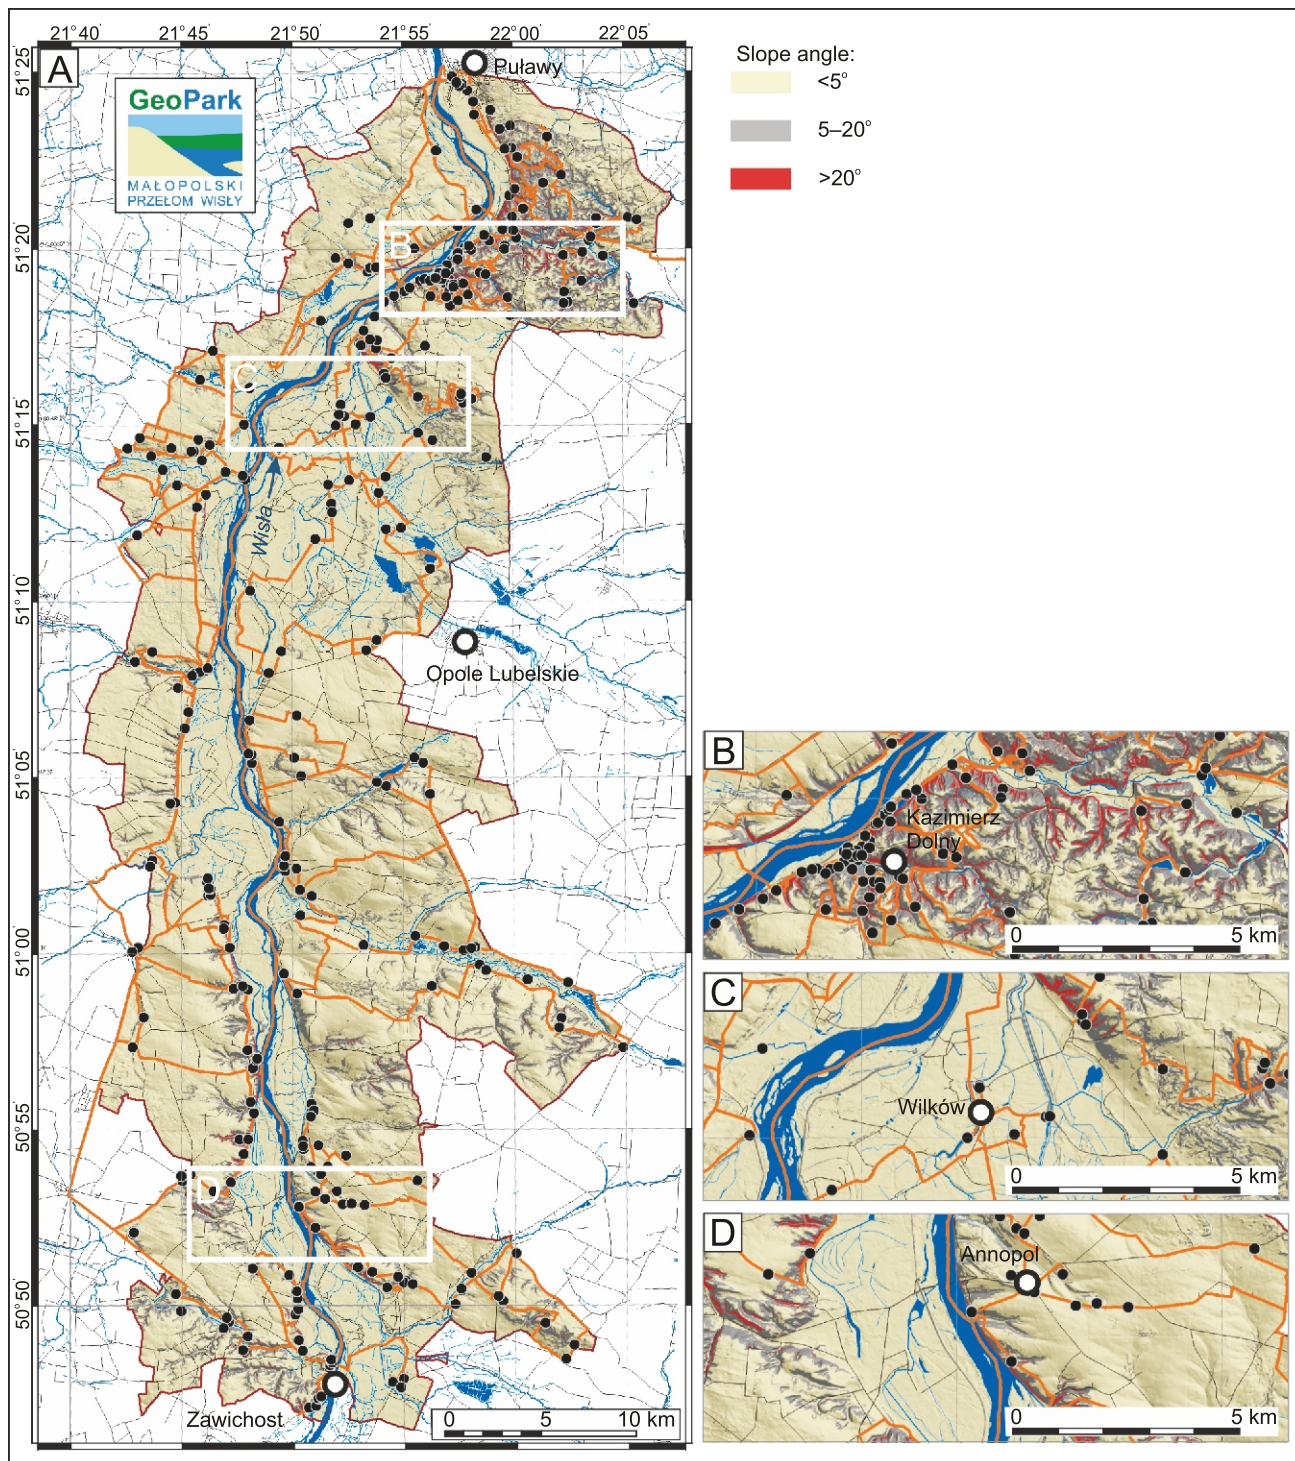 21°40' 21°45' 21°50' 21°55' 22°00' 22°05'
A
51°25'
51°20'
51°15'
51°10'
51°05'
51°00'
50°55'
50°50'
GeoPark
MAŁOPOLSKI
PRZEŁOM WISŁY
Puławy
B
C
Wisła
Opole Lubelskie
D
Zawichost
0 5 10 km
Slope angle:
<5°
5–20°
>20°
B
Kazimierz
Dolny
0 5 km
C
Wilków
0 5 km
D
Annopol
0 5 km